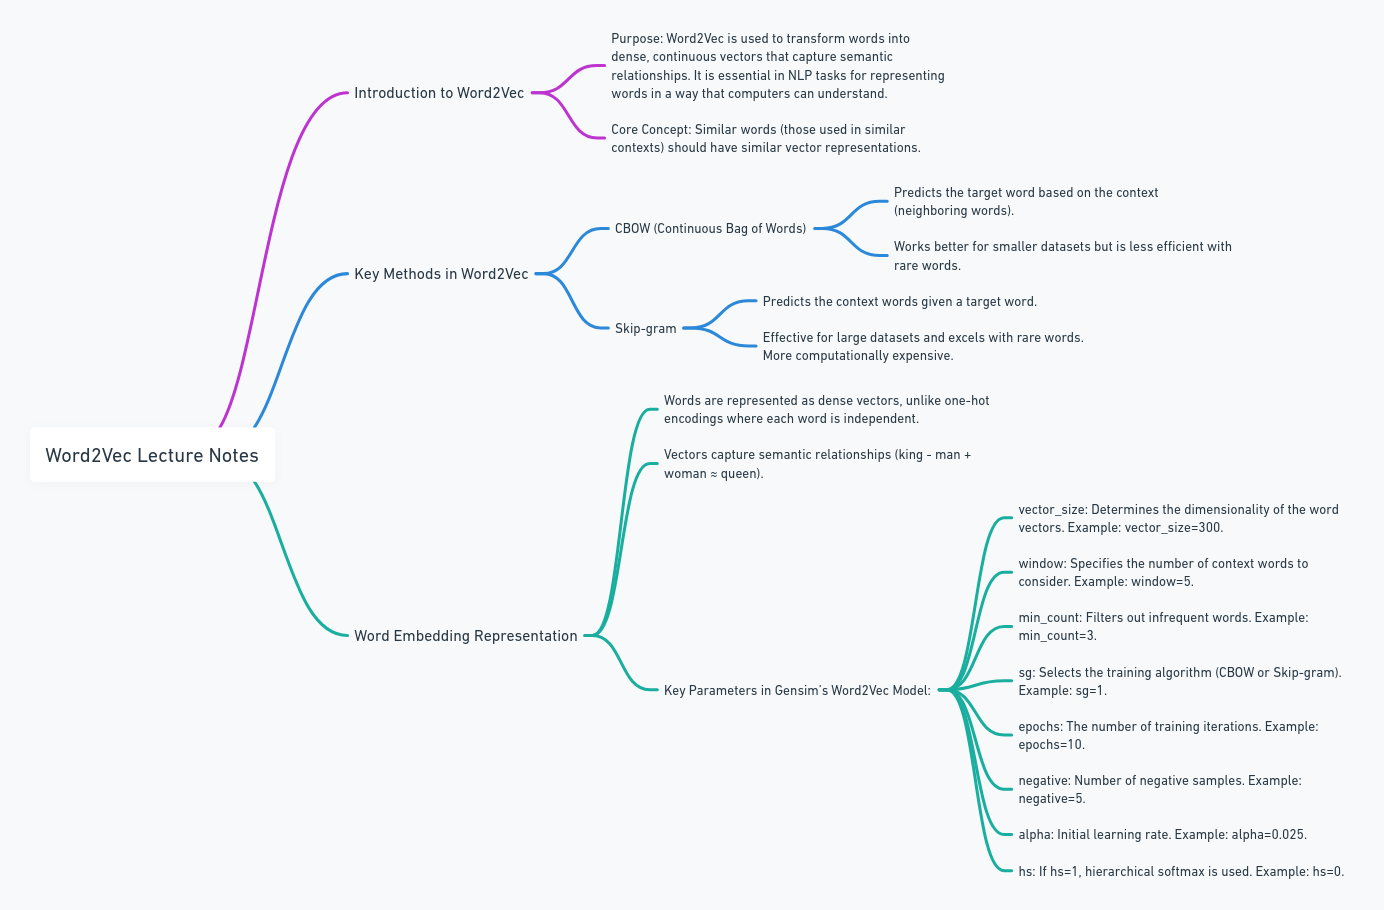 Word2Vec Lecture Notes
Introduction to Word2Vec
Purpose: Word2Vec is used to transform words into
dense, continuous vectors that capture semantic
relationships. It is essential in NLP tasks for representing
words in a way that computers can understand.
Core Concept: Similar words (those used in similar
contexts) should have similar vector representations.
Key Methods in Word2Vec
CBOW (Continuous Bag of Words)
Predicts the target word based on the context
(neighboring words).
Works better for smaller datasets but is less efficient with
rare words.
Skip-gram
Predicts the context words given a target word.
Effective for large datasets and excels with rare words.
More computationally expensive.
Word Embedding Representation
Words are represented as dense vectors, unlike one-hot
encodings where each word is independent.
Vectors capture semantic relationships (king - man +
woman ≈ queen).
Key Parameters in Gensim's Word2Vec Model:
vector_size: Determines the dimensionality of the word
vectors. Example: vector_size=300.
window: Specifies the number of context words to
consider. Example: window=5.
min_count: Filters out infrequent words. Example:
min_count=3.
sg: Selects the training algorithm (CBOW or Skip-gram).
Example: sg=1.
epochs: The number of training iterations. Example:
epochs=10.
negative: Number of negative samples. Example:
negative=5.
alpha: Initial learning rate. Example: alpha=0.025.
hs: If hs=1, hierarchical softmax is used. Example: hs=0.